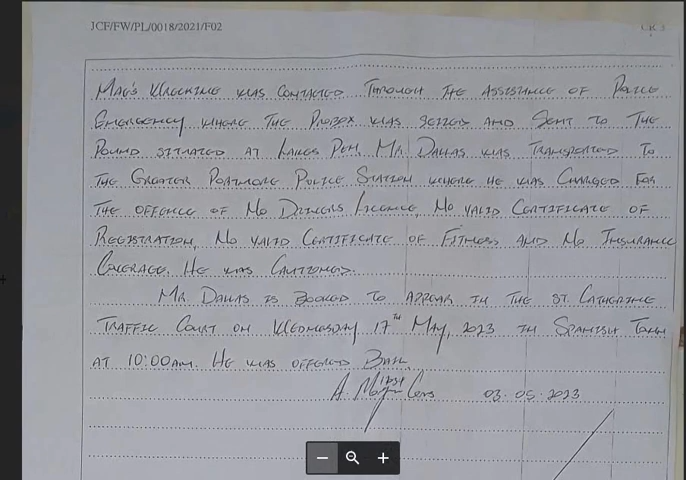 JCF/FW/PL/0018/2021/F02
MAG'S WRECKING WAS CONTACTED THROUGH THE ASSISTANCE OF POLICE
EMERGENCY WHERE THE PROBOX WAS SEIZED AND SENT TO THE
POUND SITUATED AT LAKES PEN. MR DALLAS WAS TRANSPORTED TO
THE GREATER PORTMORE POLICE STATION WHERE HE WAS CHARGED FOR
THE OFFENCE OF NO DRIVERS LICENCE, NO VALID CERTIFICATE OF
REGISTRATION, NO VALID CERTIFICATE OF FITNESS AND NO INSURANCE
COVERAGE. HE WAS CAUTIONED.
MR DALLAS IS BOOKED TO APPEAR IN THE ST. CATHERINE
TRAFFIC COURT ON WEDNESDAY 17TH MAY, 2023 IN SPANISH TOWN
AT 10:00AM. HE WAS OFFERED BAIL.
A. Cons 03.05.2023